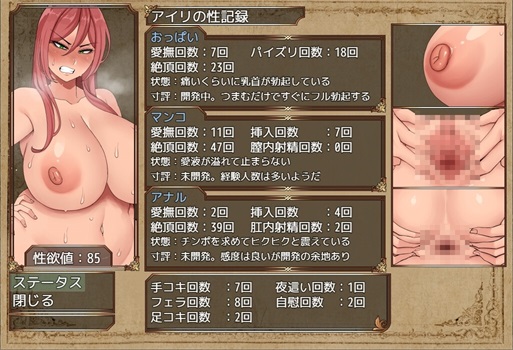 アイリの性記録
おっぱい
愛撫回数：7回　パイズリ回数：18回
絶頂回数：23回
状態：痛いくらいに乳首が勃起している
寸評：開発中。つまむだけですぐにフル勃起する
マンコ
愛撫回数：11回　挿入回数　　：7回
絶頂回数：47回　膣内射精回数：0回
状態：愛液が溢れて止まらない
寸評：未開発。経験人数は多いようだ
アナル
愛撫回数：2回　挿入回数　　：4回
絶頂回数：39回　肛内射精回数：2回
状態：チンポを求めてヒクヒクと震えている
寸評：未開発。感度は良いが開発の余地あり
性欲値：85
ステータス
閉じる
手コキ回数　：7回　夜這い回数：1回
フェラ回数　：8回　自慰回数　：2回
足コキ回数　：2回